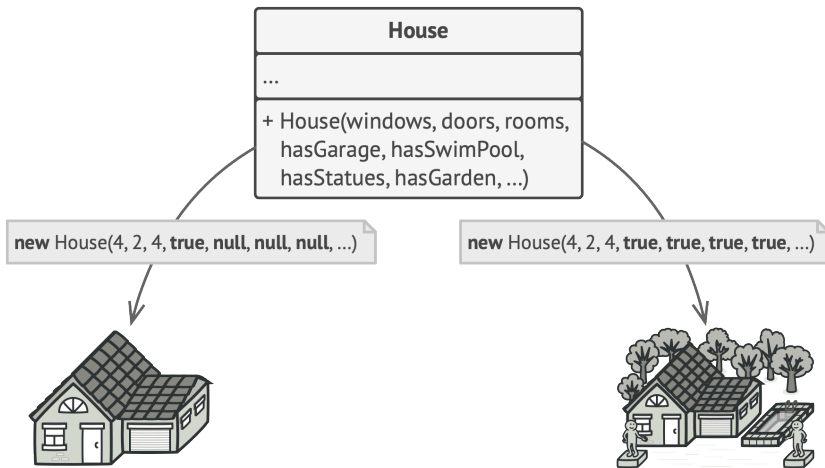 House
...
+ House(windows, doors, rooms,
hasGarage, hasSwimPool,
hasStatues, hasGarden, ...)
new House(4, 2, 4, true, null, null, null, ...)
new House(4, 2, 4, true, true, true, true, ...)